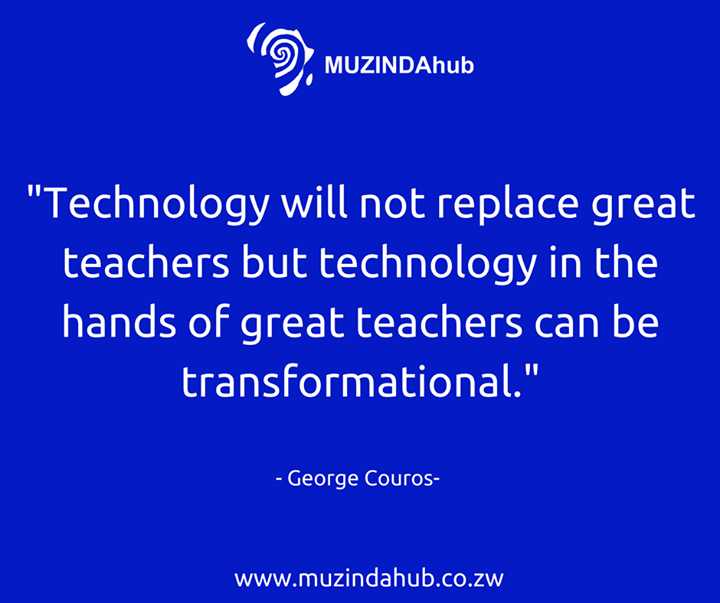 MUZINDAhub
"Technology will not replace great
teachers but technology in the
hands of great teachers can be
transformational."
- George Couros-
www.muzindahub.co.zw